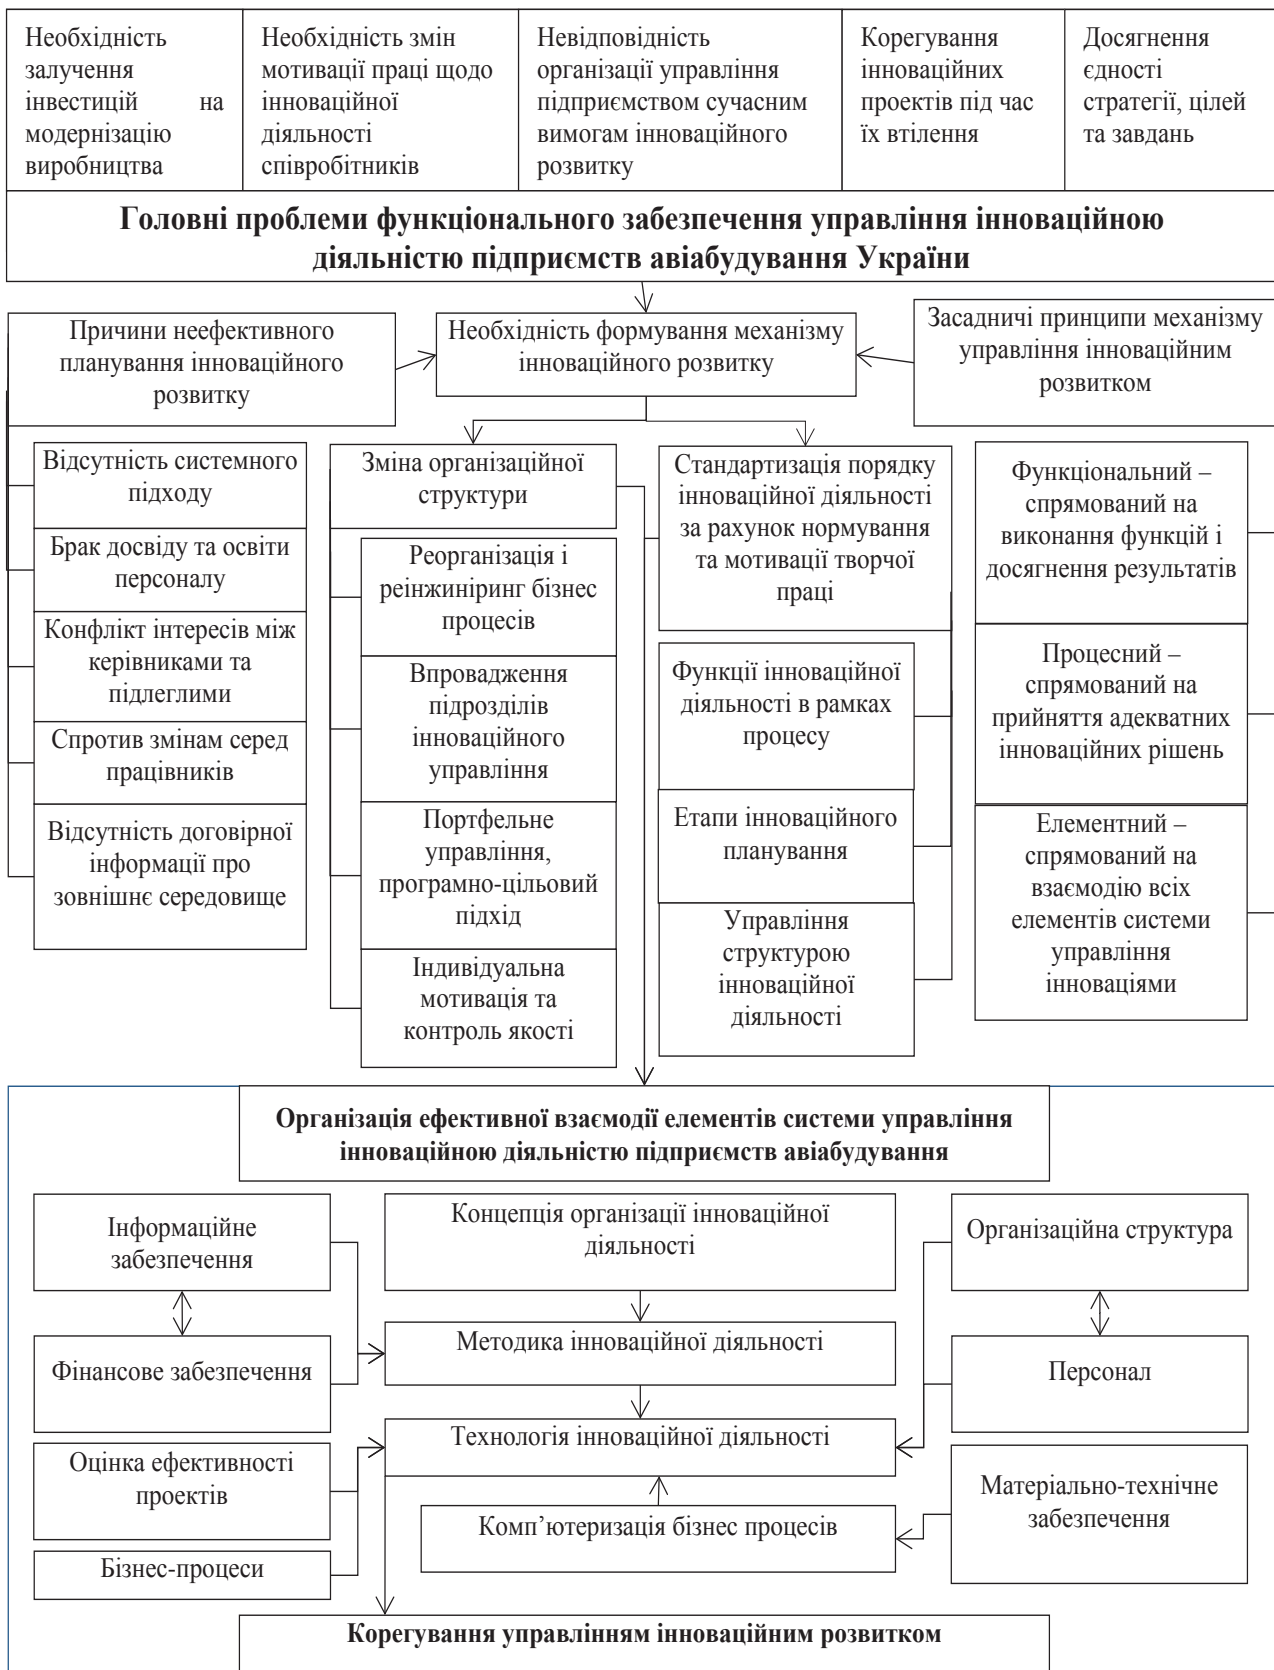 Необхідність
залучення
інвестицій на
модернізацію
виробництва
Необхідність змін
мотивації праці щодо
інноваційної
діяльності
співробітників
Невідповідність
організації управління
підприємством сучасним
вимогам інноваційного
розвитку
Корегування
інноваційних
проектів під час
їх втілення
Досягнення
єдності
стратегії, цілей
та завдань
Головні проблеми функціонального забезпечення управління інноваційною
діяльністю підприємств авіабудування України
Причини неефективного
планування інноваційного
розвитку
Необхідність формування механізму
інноваційного розвитку
Засадничі принципи механізму
управління інноваційним
розвитком
Відсутність системного
підходу
Брак досвіду та освіти
персоналу
Конфлікт інтересів між
керівниками та
підлеглими
Спротив змінам серед
працівників
Відсутність договірної
інформації про
зовнішнє середовище
Зміна організаційної
структури
Реорганізація і
реінжиніринг бізнес
процесів
Впровадження
підрозділів
інноваційного
управління
Портфельне
управління,
програмно-цільовий
підхід
Індивідуальна
мотивація та
контроль якості
Стандартизація порядку
інноваційної діяльності
за рахунок нормування
та мотивації творчої
праці
Функції інноваційної
діяльності в рамках
процесу
Етапи інноваційного
планування
Управління
структурою
інноваційної
діяльності
Функціональний –
спрямований на
виконання функцій і
досягнення результатів
Процесний –
спрямований на
прийняття адекватних
інноваційних рішень
Елементний –
спрямований на
взаємодію всіх
елементів системи
управління
інноваціями
Організація ефективної взаємодії елементів системи управління
інноваційною діяльністю підприємств авіабудування
Інформаційне
забезпечення
Концепція організації інноваційної
діяльності
Організаційна структура
Фінансове забезпечення
Методика інноваційної діяльності
Персонал
Оцінка ефективності
проектів
Технологія інноваційної діяльності
Матеріально-технічне
забезпечення
Комп’ютеризація бізнес процесів
Бізнес-процеси
Корегування управлінням інноваційним розвитком